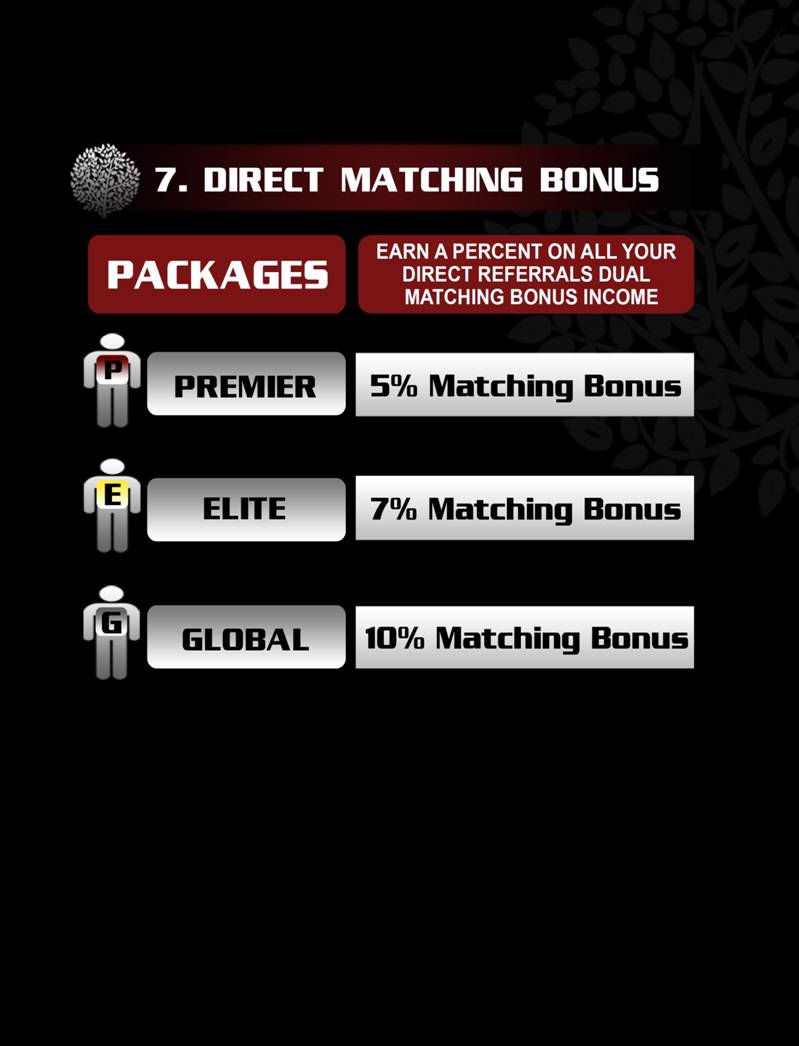 7. DIRECT MATCHING BONUS
PACKAGES
EARN A PERCENT ON ALL YOUR
DIRECT REFERRALS DUAL
MATCHING BONUS INCOME
P
PREMIER
5% Matching Bonus
E
ELITE
7% Matching Bonus
G
GLOBAL
10% Matching Bonus